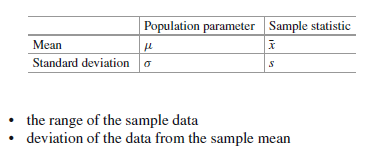 Population parameter Sample statistic
Mean μ x̄
Standard deviation σ s
• the range of the sample data
• deviation of the data from the sample mean